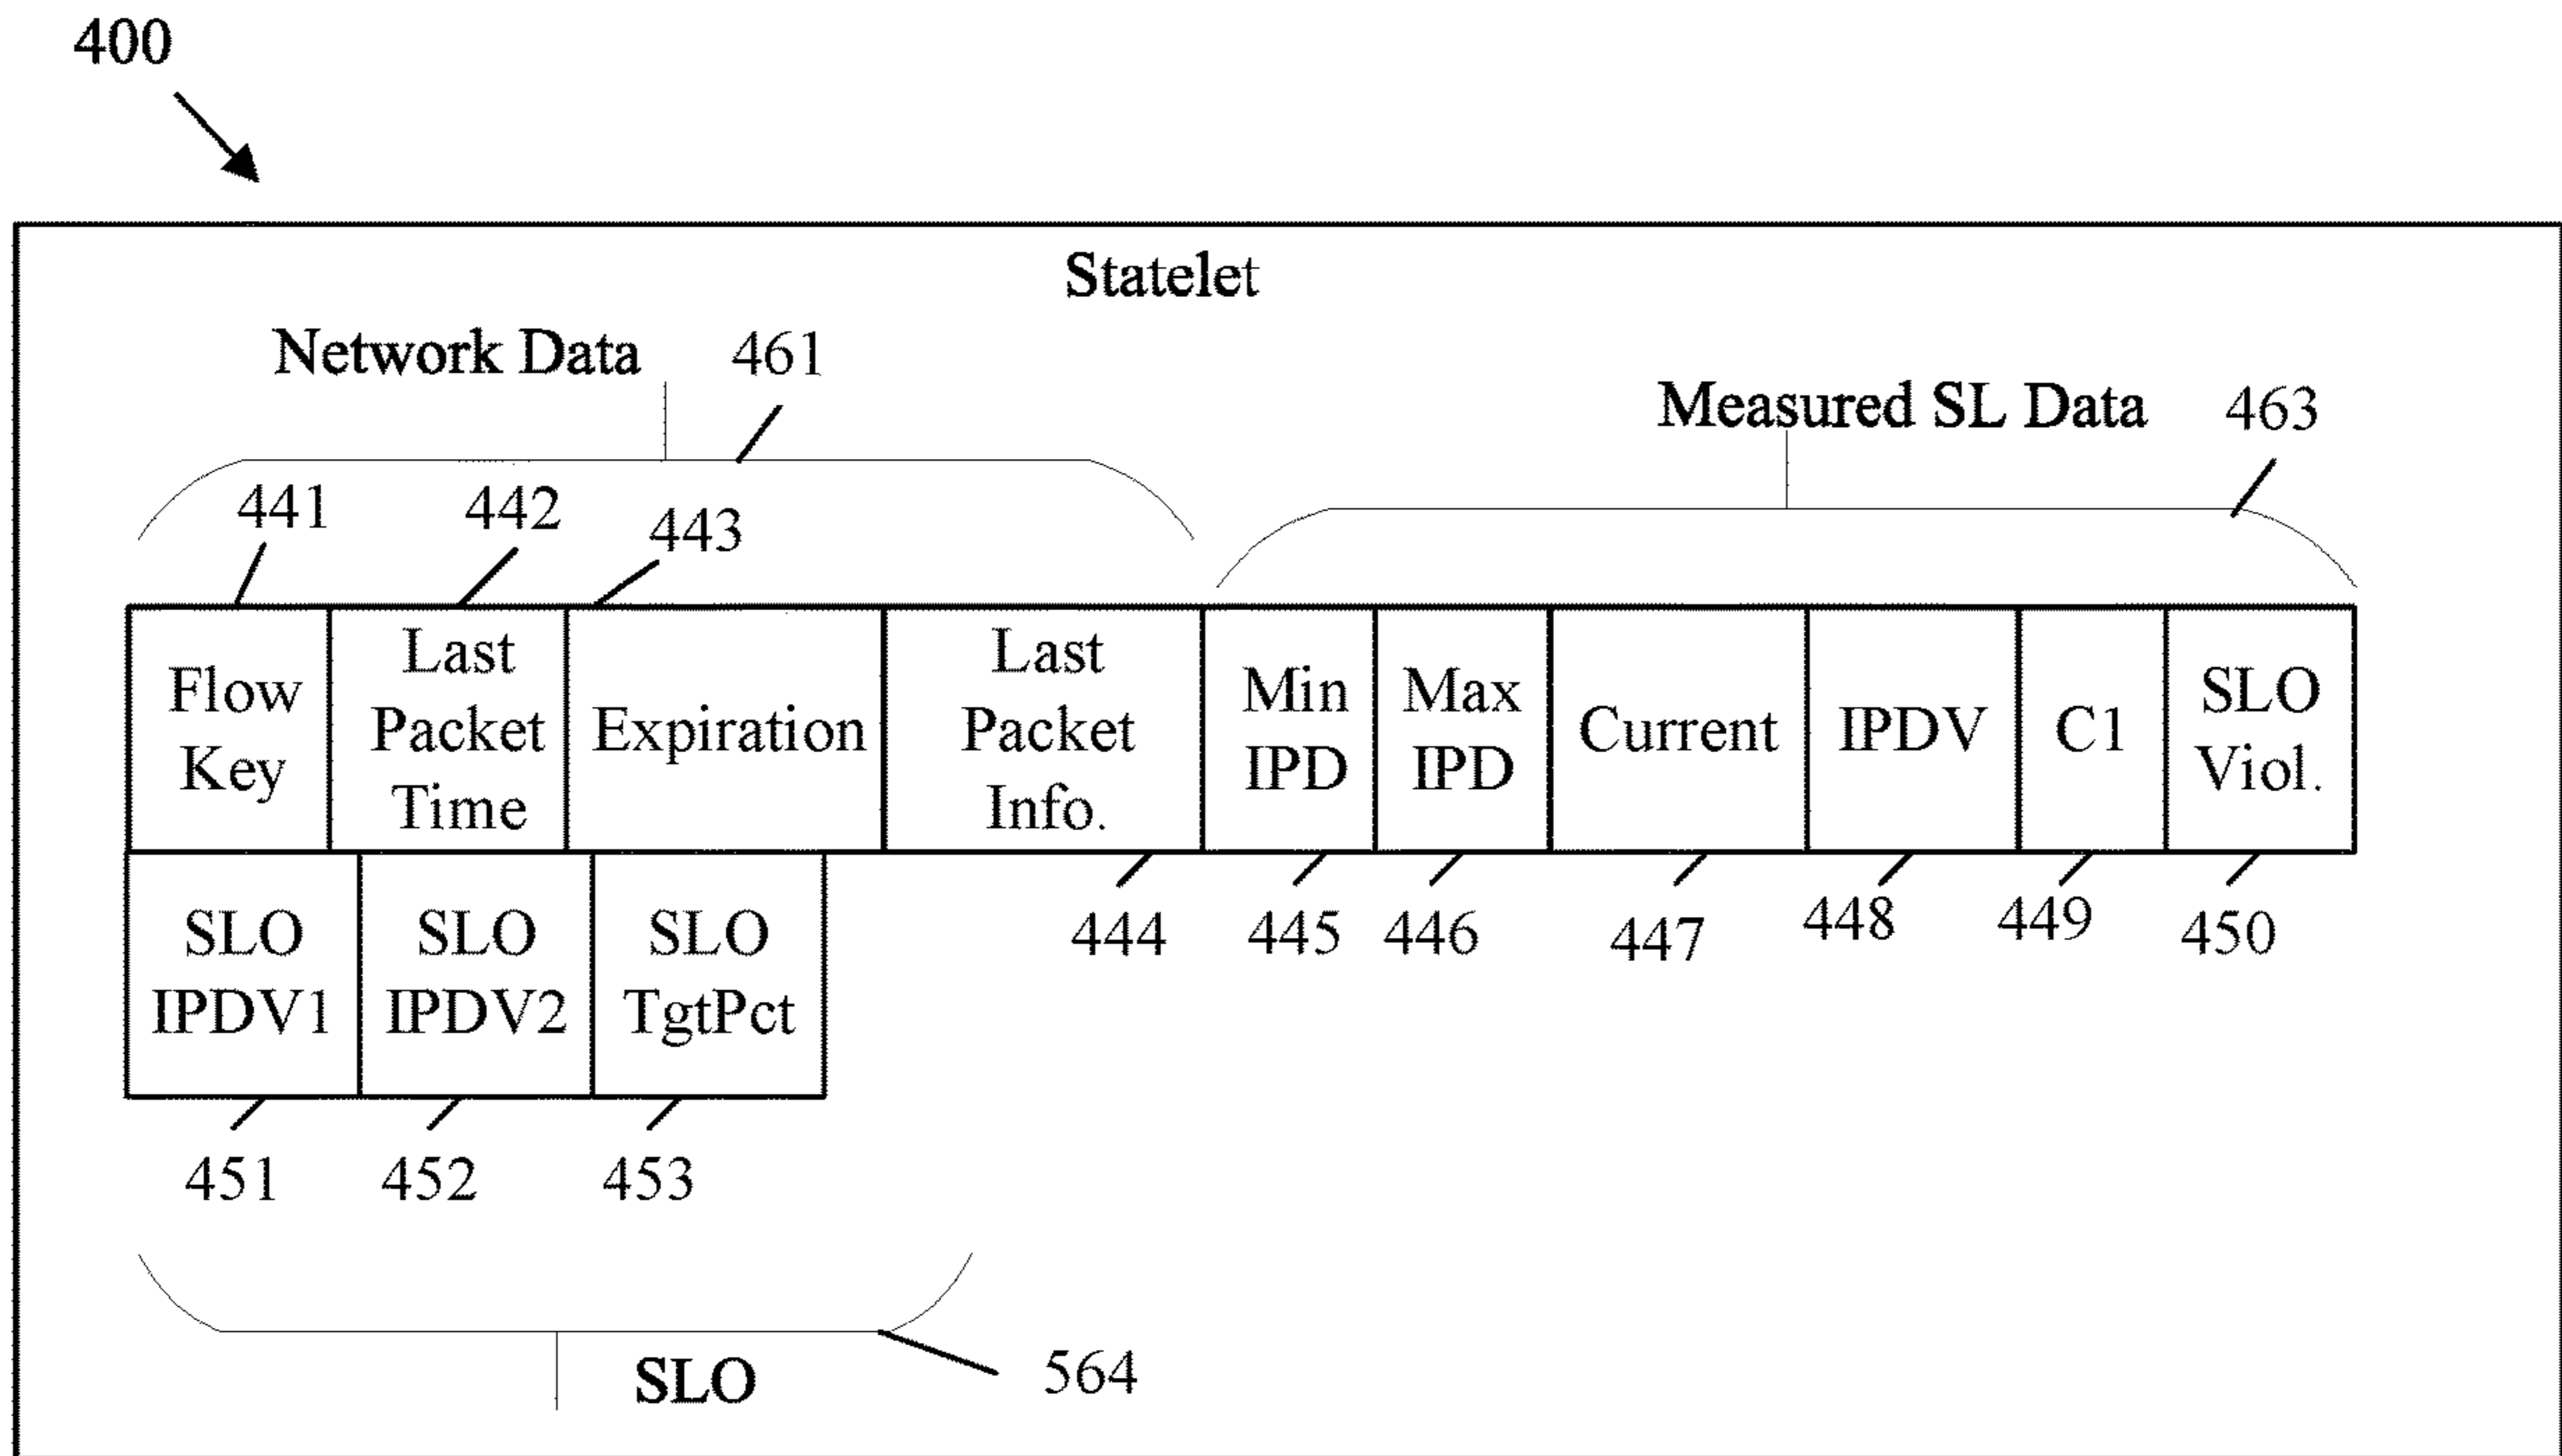 400
Statelet
Network Data
461
Measured SL Data
463
441
442
443
Flow
Key
Last
Packet
Time
Expiration
Last
Packet
Info.
Min
IPD
Max
IPD
Current
IPDV
C1
SLO
Viol.
444
445
446
447
448
449
450
SLO
IPDV1
SLO
IPDV2
SLO
TgtPct
451
452
453
SLO
564